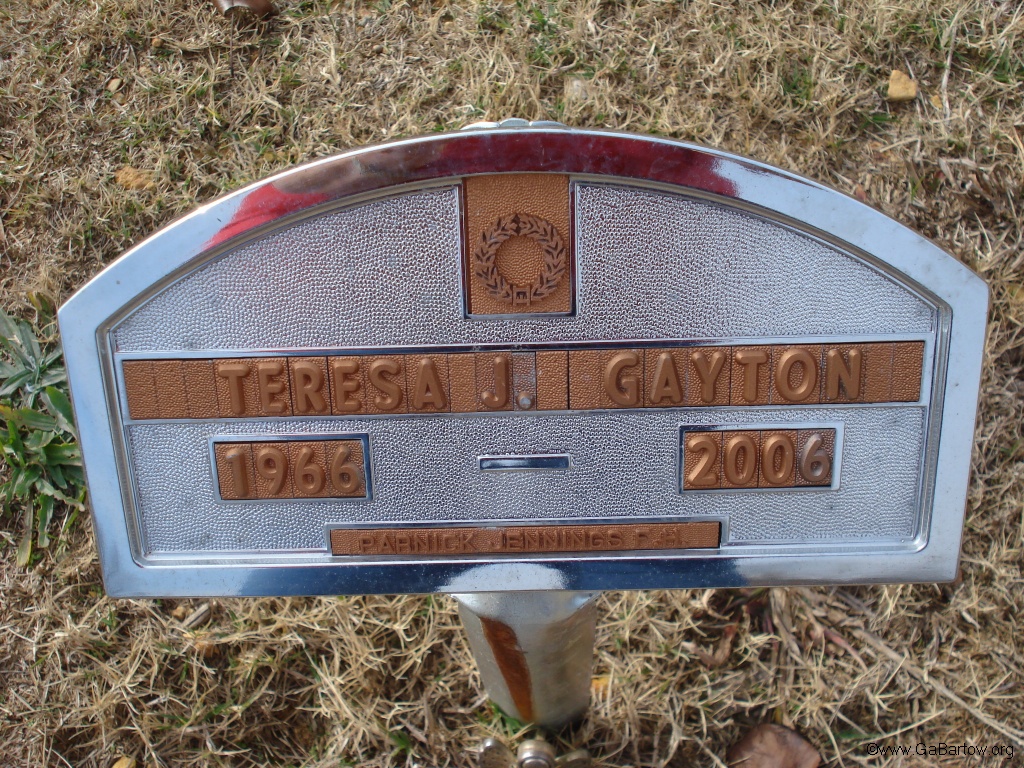 TERESA J. GAYTON
1966 - 2006
PARNICK JENNINGS F.H.
©www.GaBartow.org